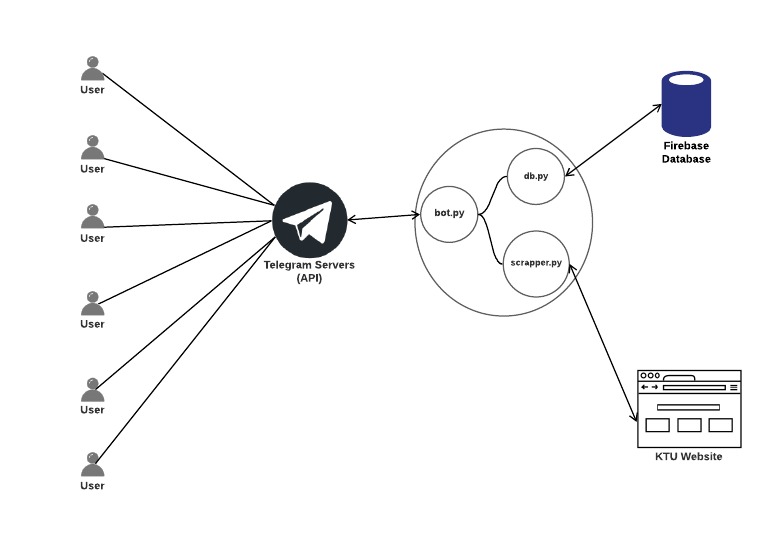 User
User
User
User
User
User
Telegram Servers
(API)
bot.py
db.py
scrapper.py
Firebase
Database
KTU Website